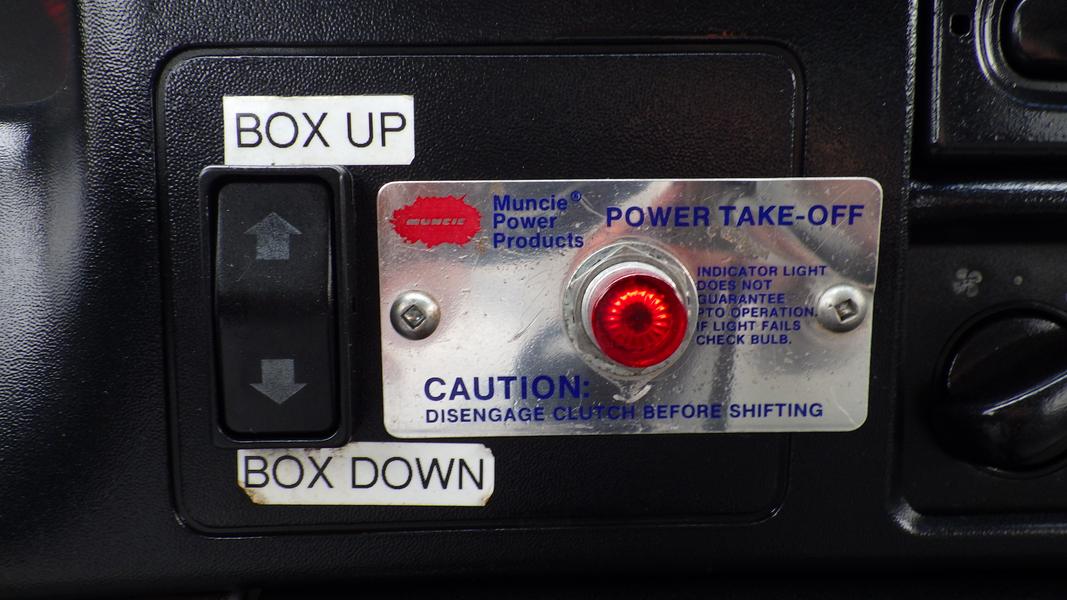 BOX UP
MUNCIE
Muncie®
Power
Products
POWER TAKE-OFF
INDICATOR LIGHT
DOES NOT
GUARANTEE
PTO OPERATION.
IF LIGHT FAILS
CHECK BULB.
CAUTION:
DISENGAGE CLUTCH BEFORE SHIFTING
BOX DOWN